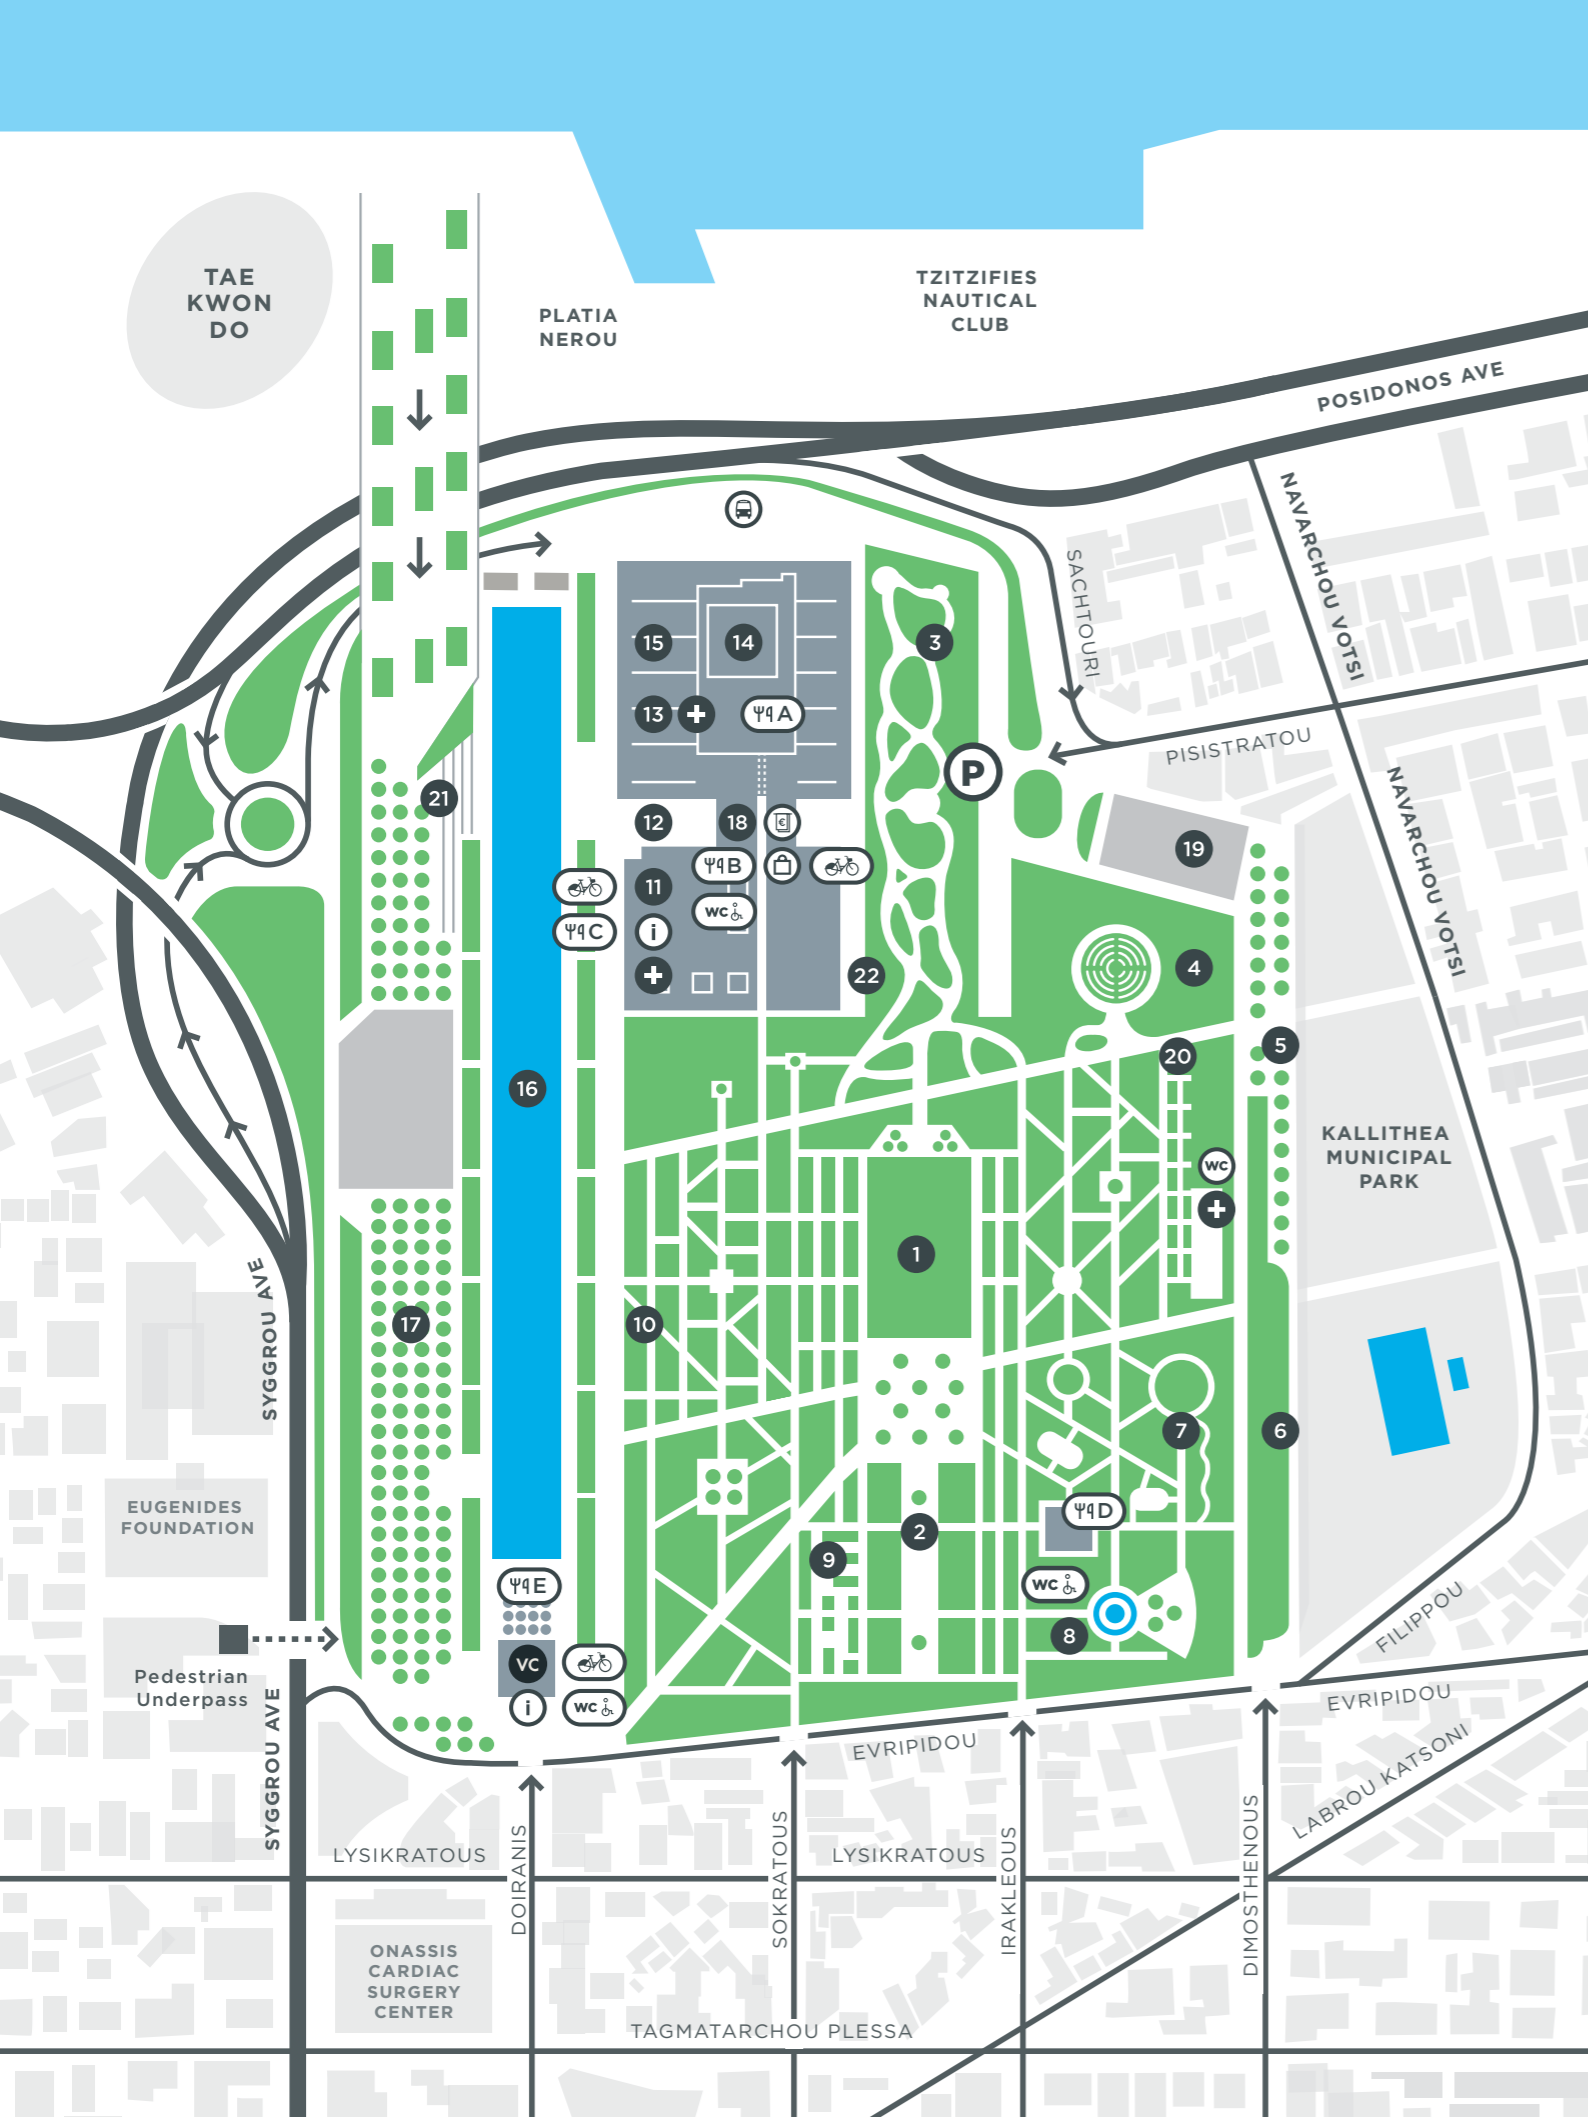 TAE
KWON
DO
PLATIA
NEROU
TZITZIFIES
NAUTICAL
CLUB
POSIDONOS AVE
NAVARCHOU VOTSI
SACHTOURI
15
14
3
13
A
PISISTRATOU
P
NAVARCHOU VOTSI
21
12
18
€
19
B
11
C
WC
i
4
22
5
20
16
KALLITHEA
MUNICIPAL
PARK
WC
1
SYGGROU AVE
17
10
7
6
EUGENIDES
FOUNDATION
D
2
9
E
WC
8
FILIPPOU
Pedestrian
Underpass
VC
i
WC
SYGGROU AVE
EVRIPIDOU
EVRIPIDOU
LABROU KATSONI
LYSIKRATOUS
LYSIKRATOUS
DOIRANIS
SOKRATOUS
IRAKLEOUS
DIMOSTHENOUS
ONASSIS
CARDIAC
SURGERY
CENTER
TAGMATARCHOU PLESSA